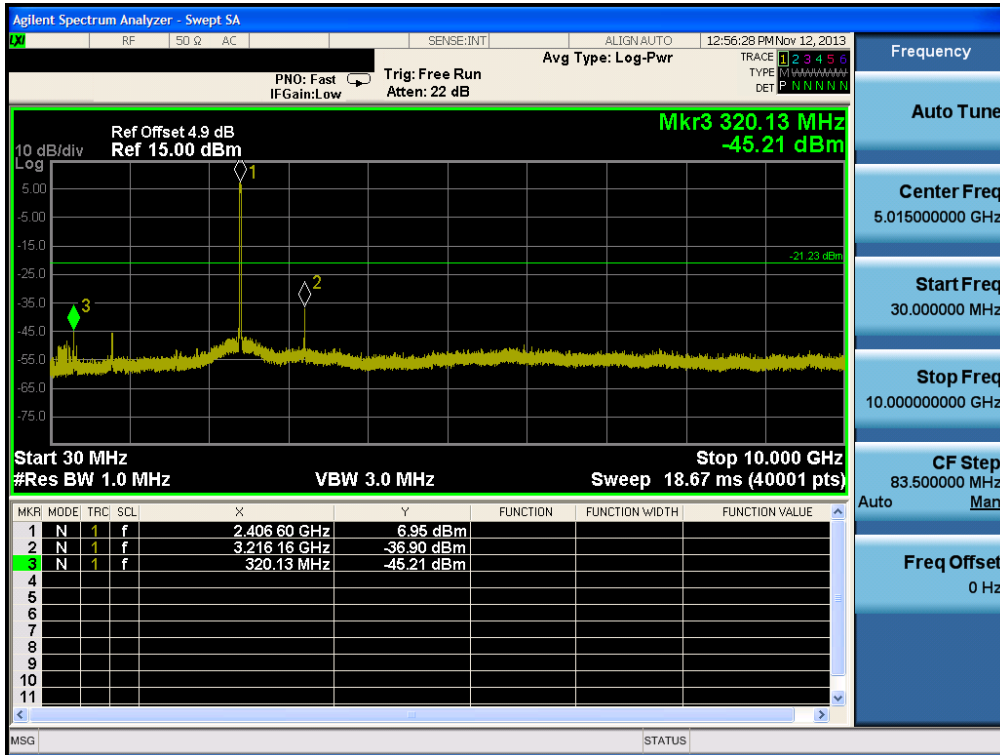 Agilent Spectrum Analyzer - Swept SA
LXI RF 50 Ω AC SENSE:INT ALIGN AUTO 12:56:28 PM Nov 12, 2013
Avg Type: Log-Pwr
TRACE 1 2 3 4 5 6
TYPE M
DET P N N N N N
PNO: Fast
IFGain:Low
Trig: Free Run
Atten: 22 dB
Mkr3 320.13 MHz
-45.21 dBm
10 dB/div
Log
Ref Offset 4.9 dB
Ref 15.00 dBm
1
5.00
-5.00
-15.0
-21.23 dBm
-25.0
2
-35.0
3
-45.0
-55.0
-65.0
-75.0
Start 30 MHz
Stop 10.000 GHz
#Res BW 1.0 MHz
VBW 3.0 MHz
Sweep 18.67 ms (40001 pts)
MKR MODE TRC SCL X Y FUNCTION FUNCTION WIDTH FUNCTION VALUE
1 N 1 f 2.406 60 GHz 6.95 dBm
2 N 1 f 3.216 16 GHz -36.90 dBm
3 N 1 f 320.13 MHz -45.21 dBm
4
5
6
7
8
9
10
11
MSG
STATUS
Frequency
Auto Tune
Center Freq
5.015000000 GHz
Start Freq
30.000000 MHz
Stop Freq
10.000000000 GHz
CF Step
83.500000 MHz
Auto Man
Freq Offset
0 Hz